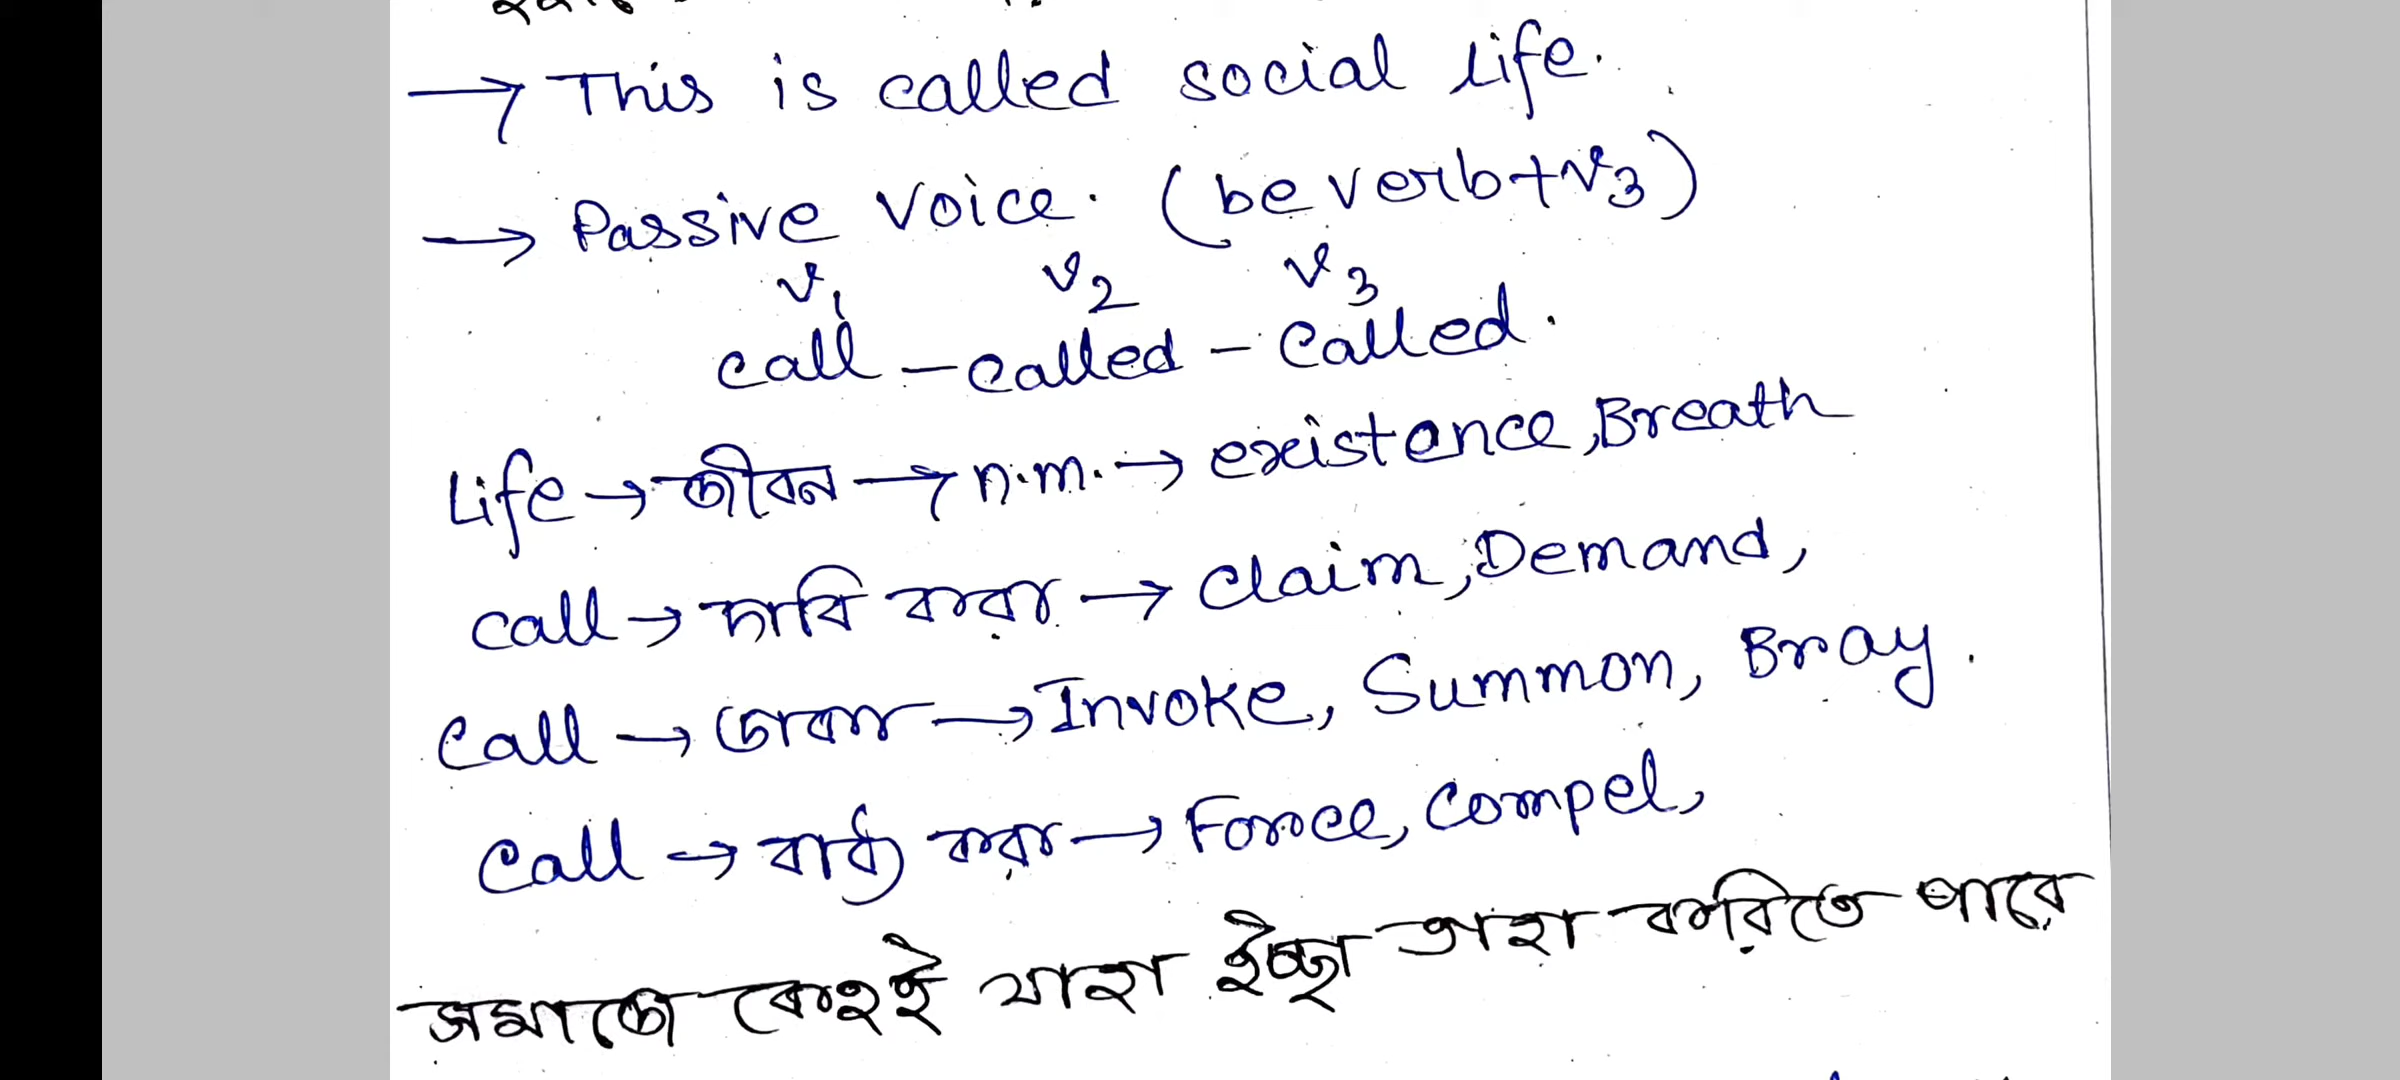 → This is called social life.
→ Passive voice. (be verb+v3)
v1 v2 v3
call – called – called.
Life → জীবন → n.m. → existence, Breath
call → দাবি করা → claim, Demand,
call → ডাকা → Invoke, Summon, Bray.
call → বাধ্য করা → Force, compel,
সমাজে কেহই যাহা ইচ্ছা তাহা করিতে পারে